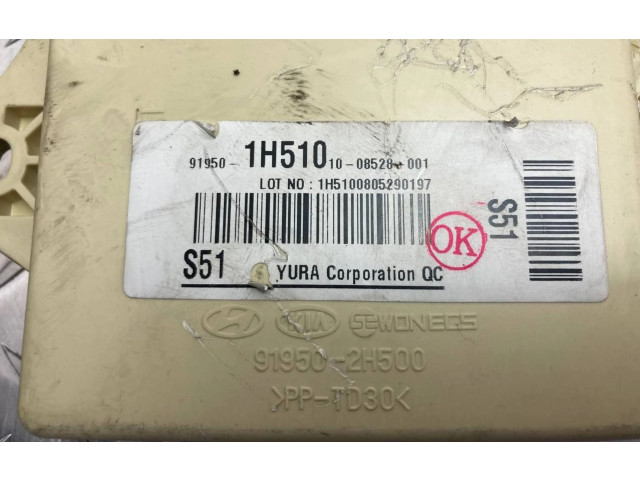 91950- 1H510 10-08528 001
LOT NO : 1H5100805290197
S51 YURA Corporation QC
OK
S51
KIA SEWONECS
91950-2H500
>PP-TD30<